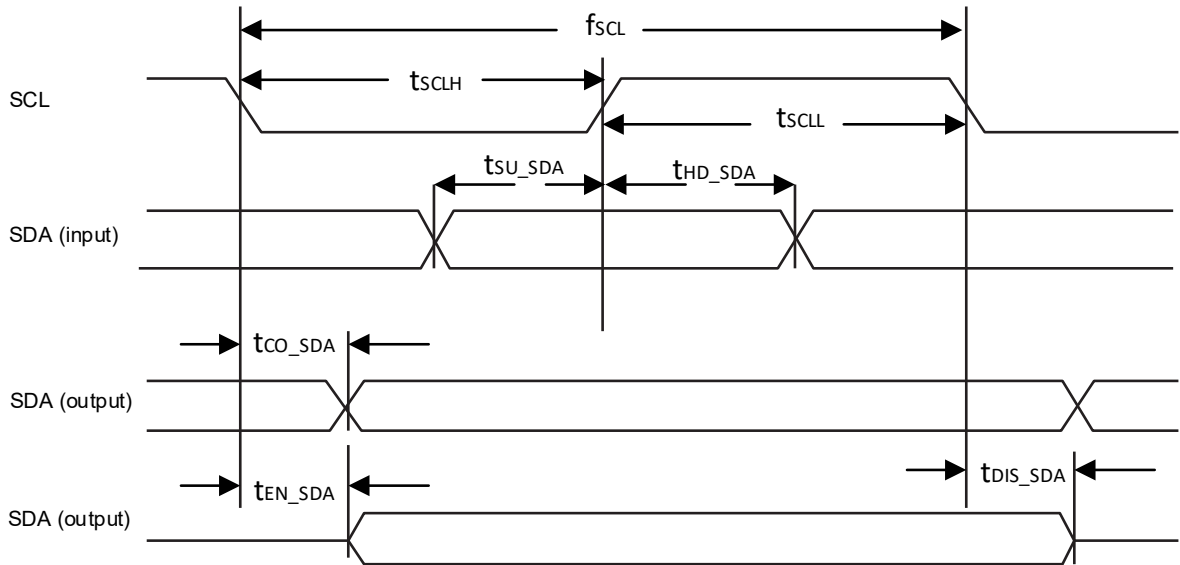 fSCL
SCL
tSCLH
tSCLL
tSU_SDA
tHD_SDA
SDA (input)
tCO_SDA
SDA (output)
tEN_SDA
tDIS_SDA
SDA (output)